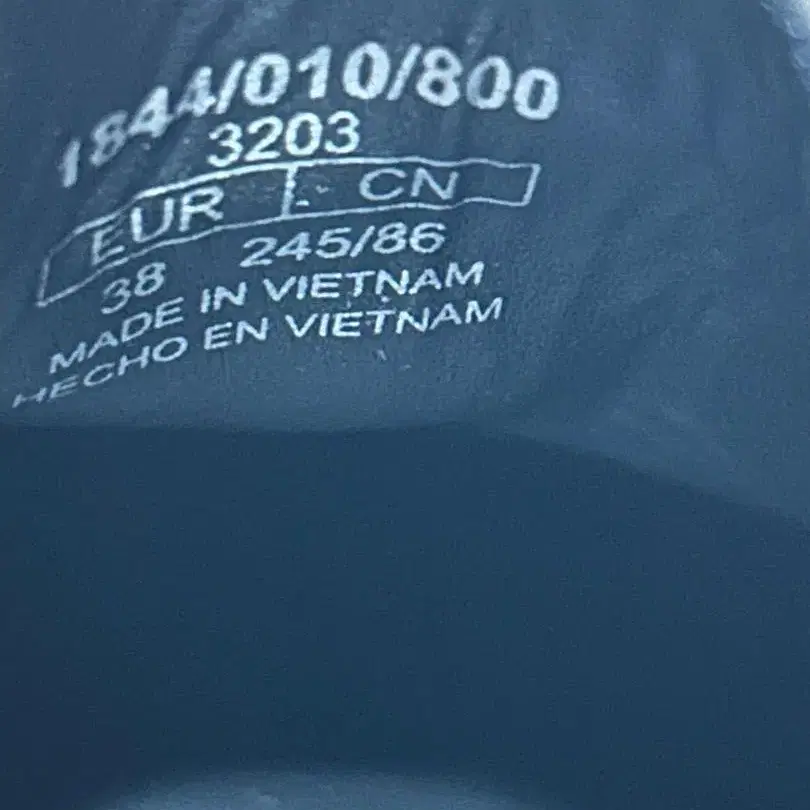 1844/010/800
3203
EUR CN
38 245/86
MADE IN VIETNAM
HECHO EN VIETNAM